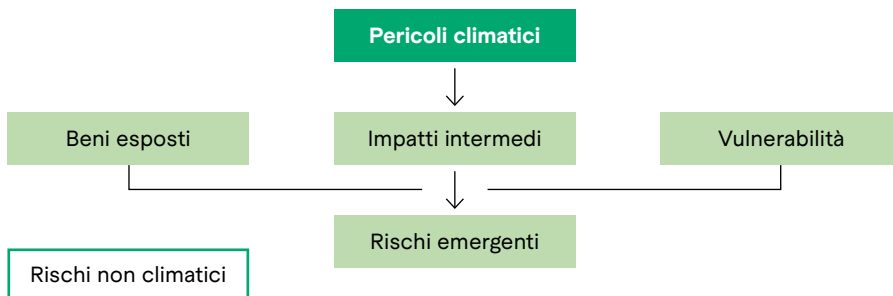 Pericoli climatici
Beni esposti
Impatti intermedi
Vulnerabilità
Rischi emergenti
Rischi non climatici